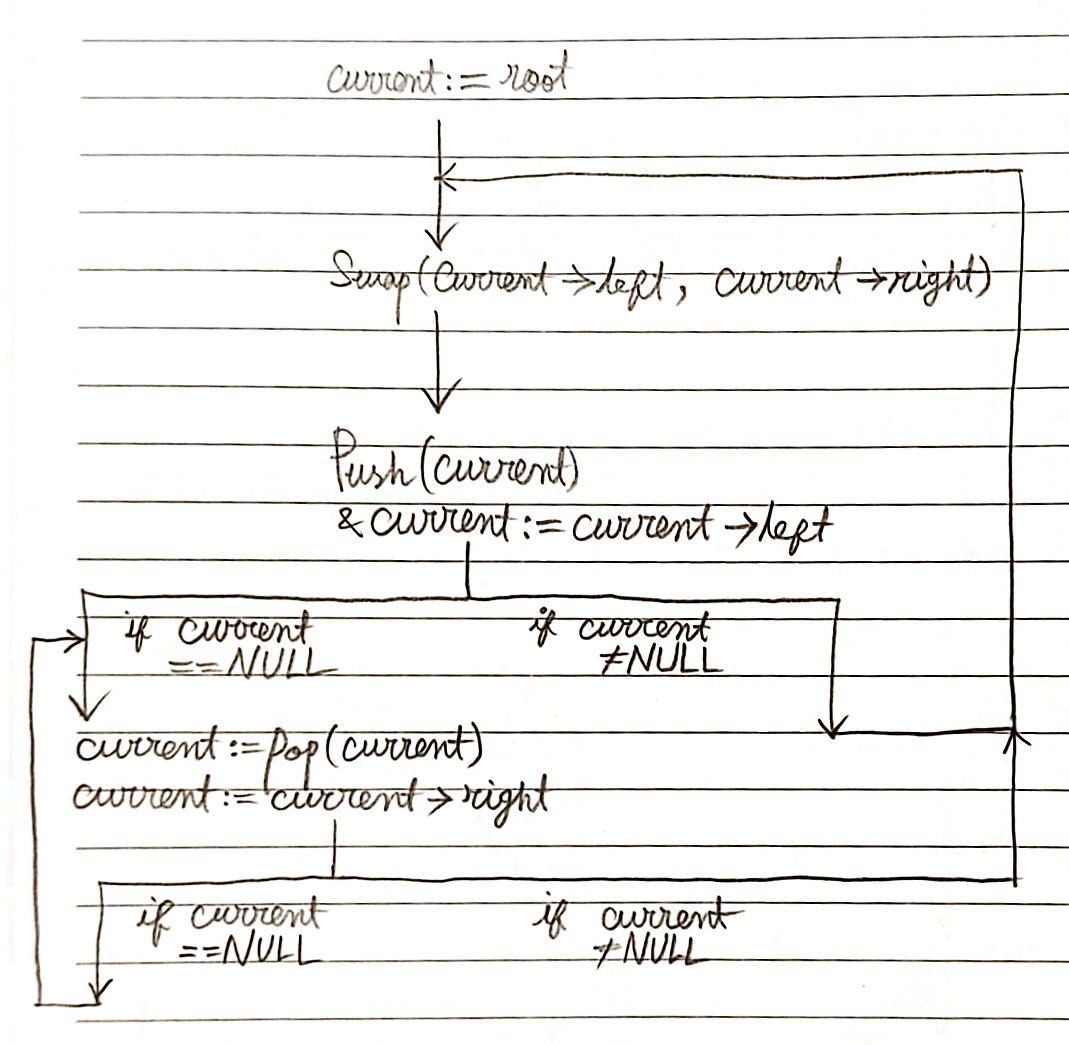 current := root
Swap(current→left, current→right)
Push(current)
& current := current→left
if current
==NULL
if current
≠NULL
current := Pop(current)
current := current→right
if current
==NULL
if current
≠NULL